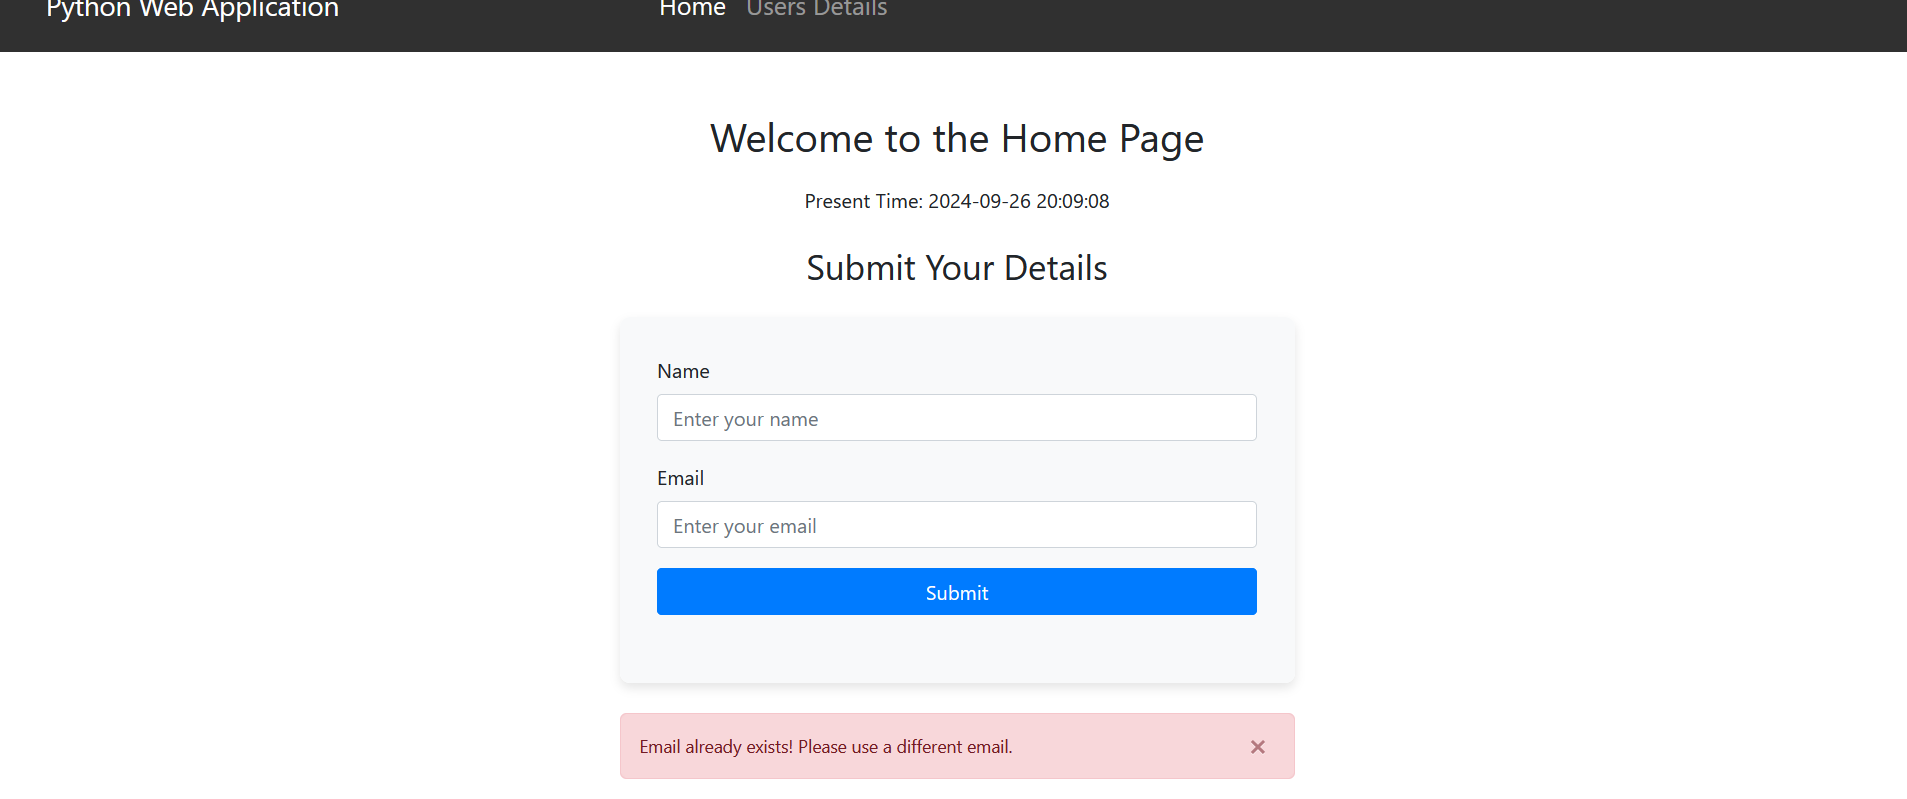 Python Web Application Home Users Details
Welcome to the Home Page
Present Time: 2024-09-26 20:09:08
Submit Your Details
Name
Enter your name
Email
Enter your email
Submit
Email already exists! Please use a different email. ×